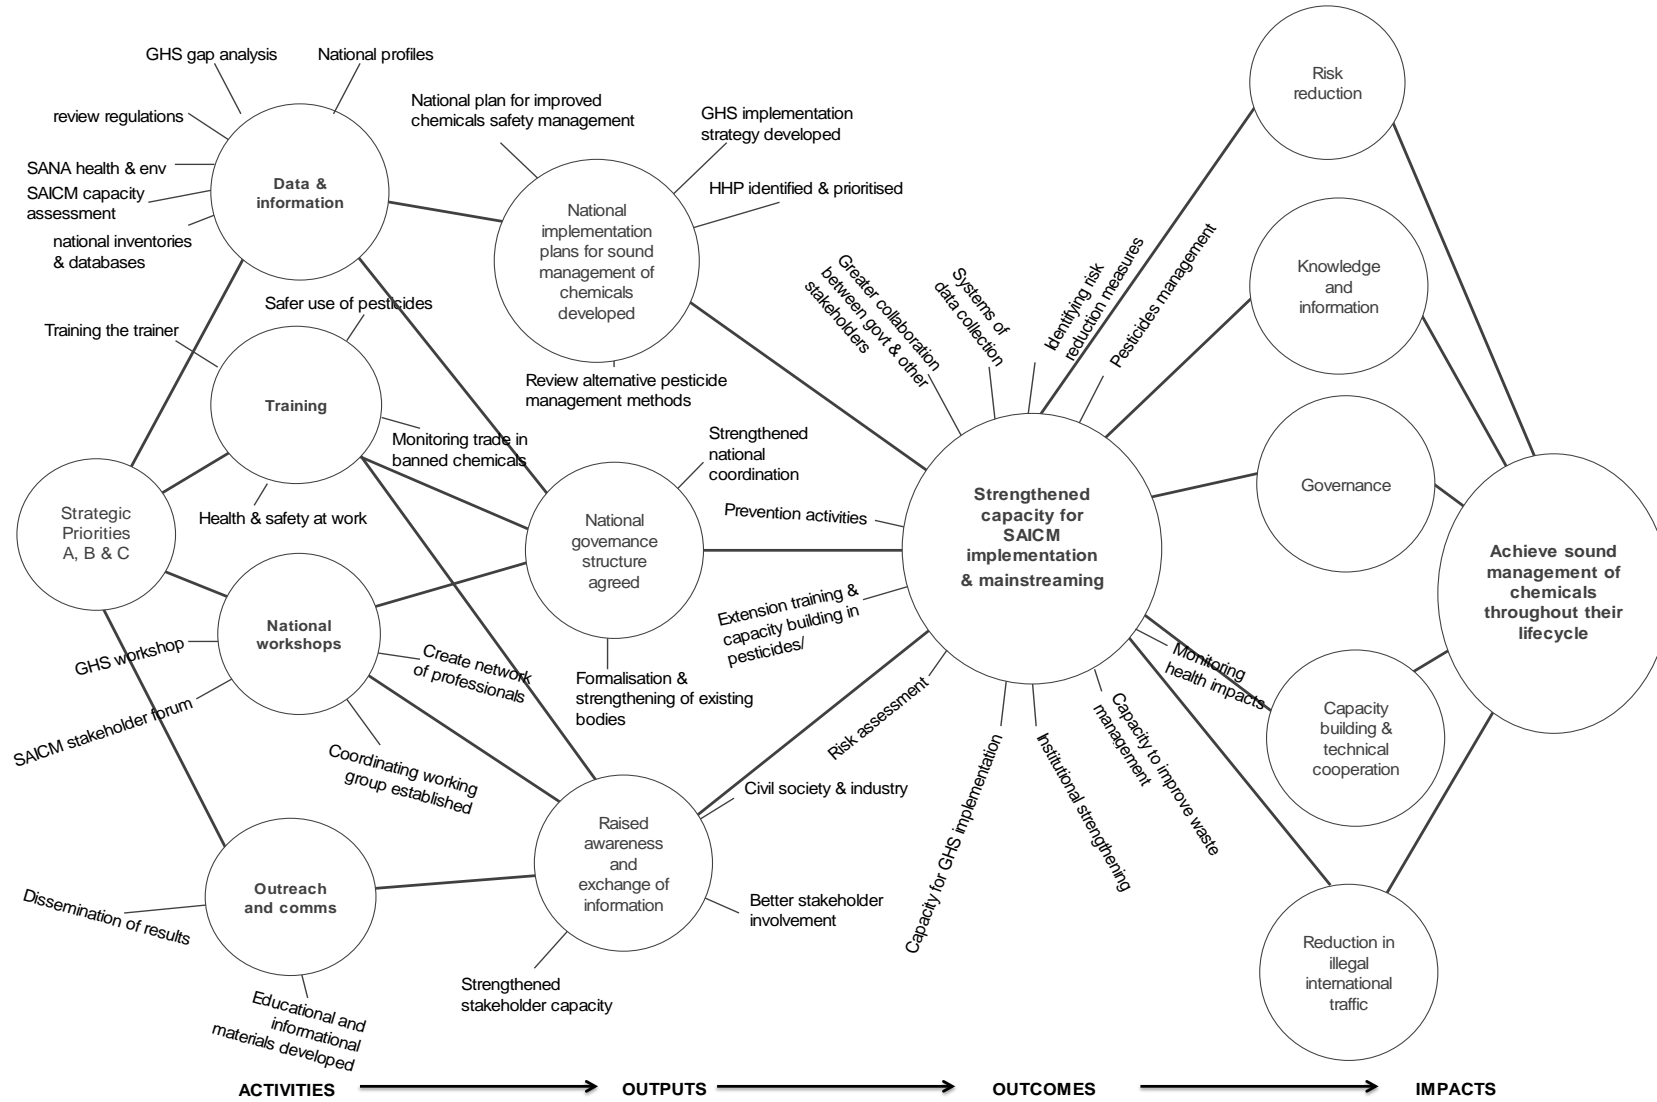 GHS gap analysis
National profiles
review regulations
SANA health & env
SAICM capacity
assessment
national inventories
& databases
Data &
information
National plan for improved
chemicals safety management
GHS implementation
strategy developed
HHP identified & prioritised
National
implementation
plans for sound
management of
chemicals
developed
Review alternative pesticide
management methods
Safer use of pesticides
Training the trainer
Training
Monitoring trade in
banned chemicals
Health & safety at work
Strategic
Priorities
A, B & C
National
workshops
GHS workshop
SAICM stakeholder forum
Create network
of professionals
Coordinating working
group established
Outreach
and comms
Dissemination of results
Educational and
informational
materials developed
Strengthened
national
coordination
National
governance
structure
agreed
Formalisation &
strengthening of existing
bodies
Raised
awareness
and
exchange of
information
Civil society & industry
Better stakeholder
involvement
Strengthened
stakeholder capacity
Greater collaboration
between govt & other
stakeholders
Systems of
data collection
Identifying risk
reduction measures
Pesticides management
Prevention activities
Extension training &
capacity building in
pesticides/
Risk assessment
Capacity for GHS implementation
Institutional strengthening
Capacity to improve waste
management
Monitoring
health impacts
Strengthened
capacity for
SAICM
implementation
& mainstreaming
Risk
reduction
Knowledge
and
information
Governance
Capacity
building &
technical
cooperation
Reduction in
illegal
international
traffic
Achieve sound
management of
chemicals
throughout their
lifecycle
ACTIVITIES
OUTPUTS
OUTCOMES
IMPACTS